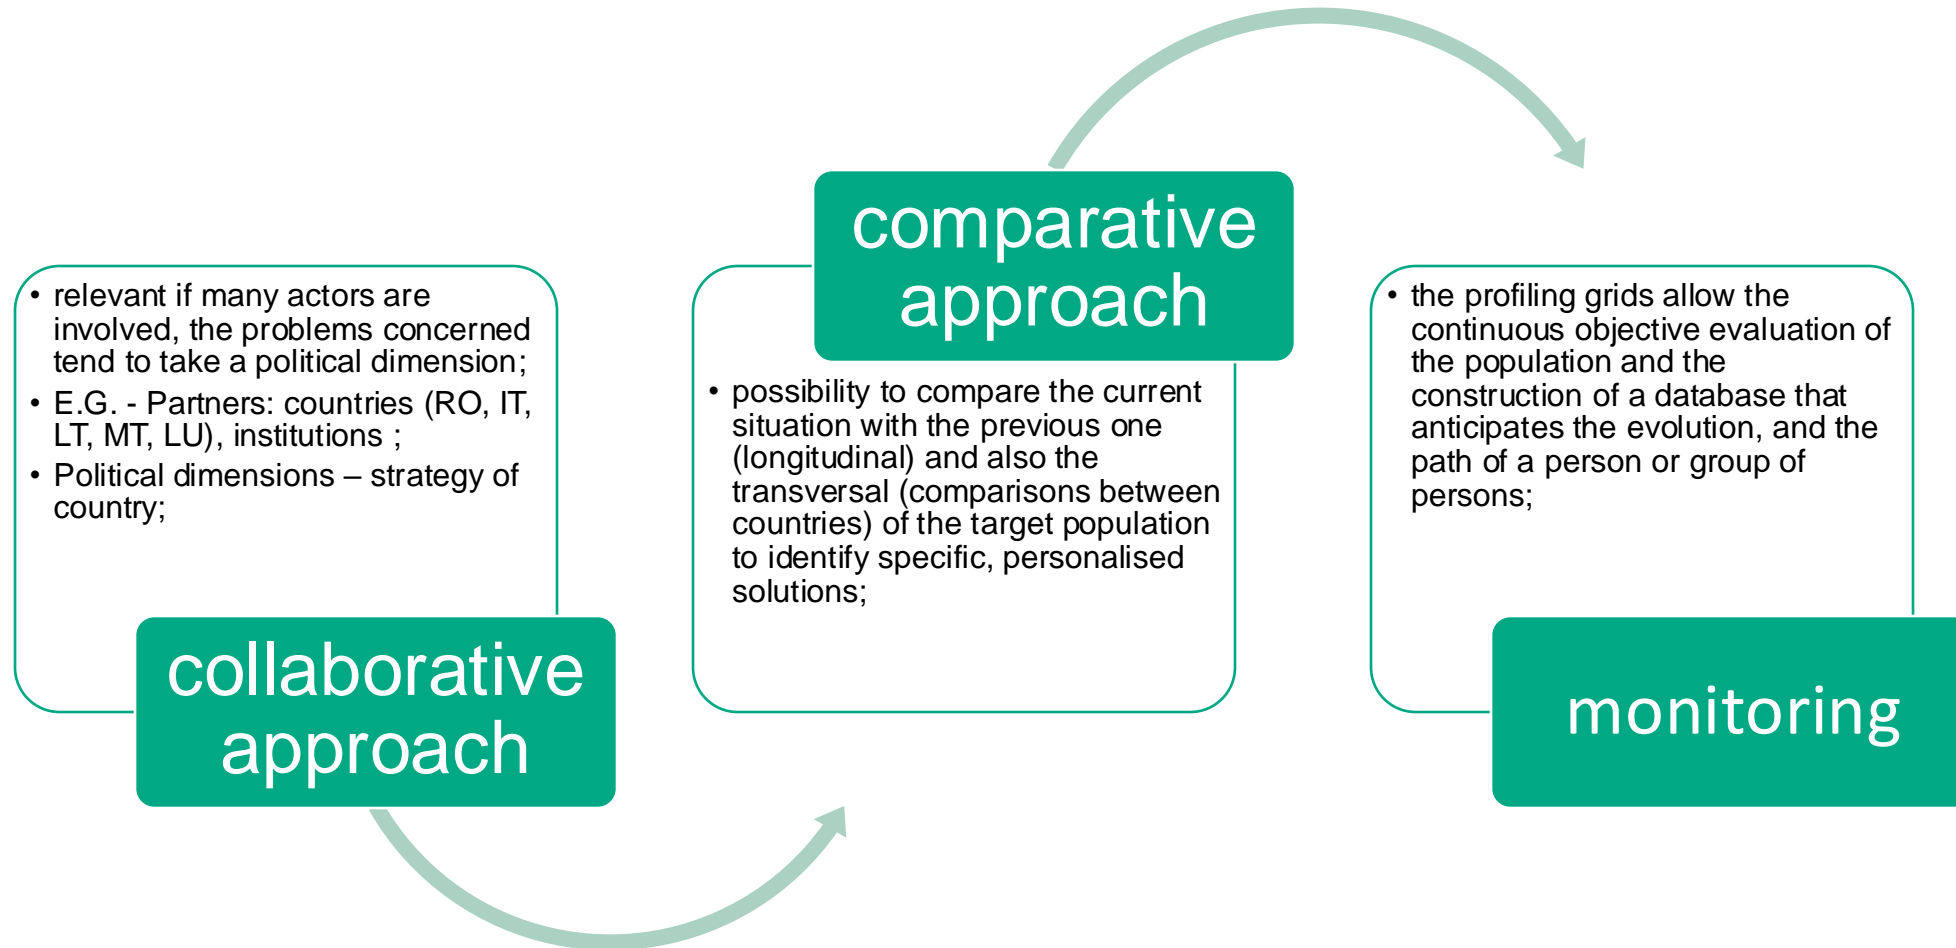 • relevant if many actors are
involved, the problems concerned
tend to take a political dimension;
• E.G. - Partners: countries (RO, IT,
LT, MT, LU), institutions ;
• Political dimensions – strategy of
country;
collaborative
approach
comparative
approach
• possibility to compare the current
situation with the previous one
(longitudinal) and also the
transversal (comparisons between
countries) of the target population
to identify specific, personalised
solutions;
• the profiling grids allow the
continuous objective evaluation of
the population and the
construction of a database that
anticipates the evolution, and the
path of a person or group of
persons;
monitoring